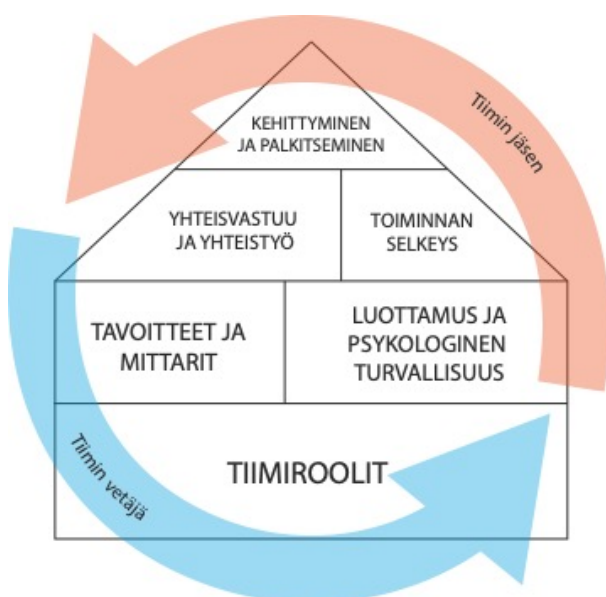 KEHITTYMINEN
JA PALKITSEMINEN
Tiimin jäsen
YHTEISVASTUU
JA YHTEISTYÖ
TOIMINNAN
SELKEYS
TAVOITTEET JA
MITTARIT
LUOTTAMUS JA
PSYKOLOGINEN
TURVALLISUUS
TIIMIROOLIT
Tiimin vetäjä